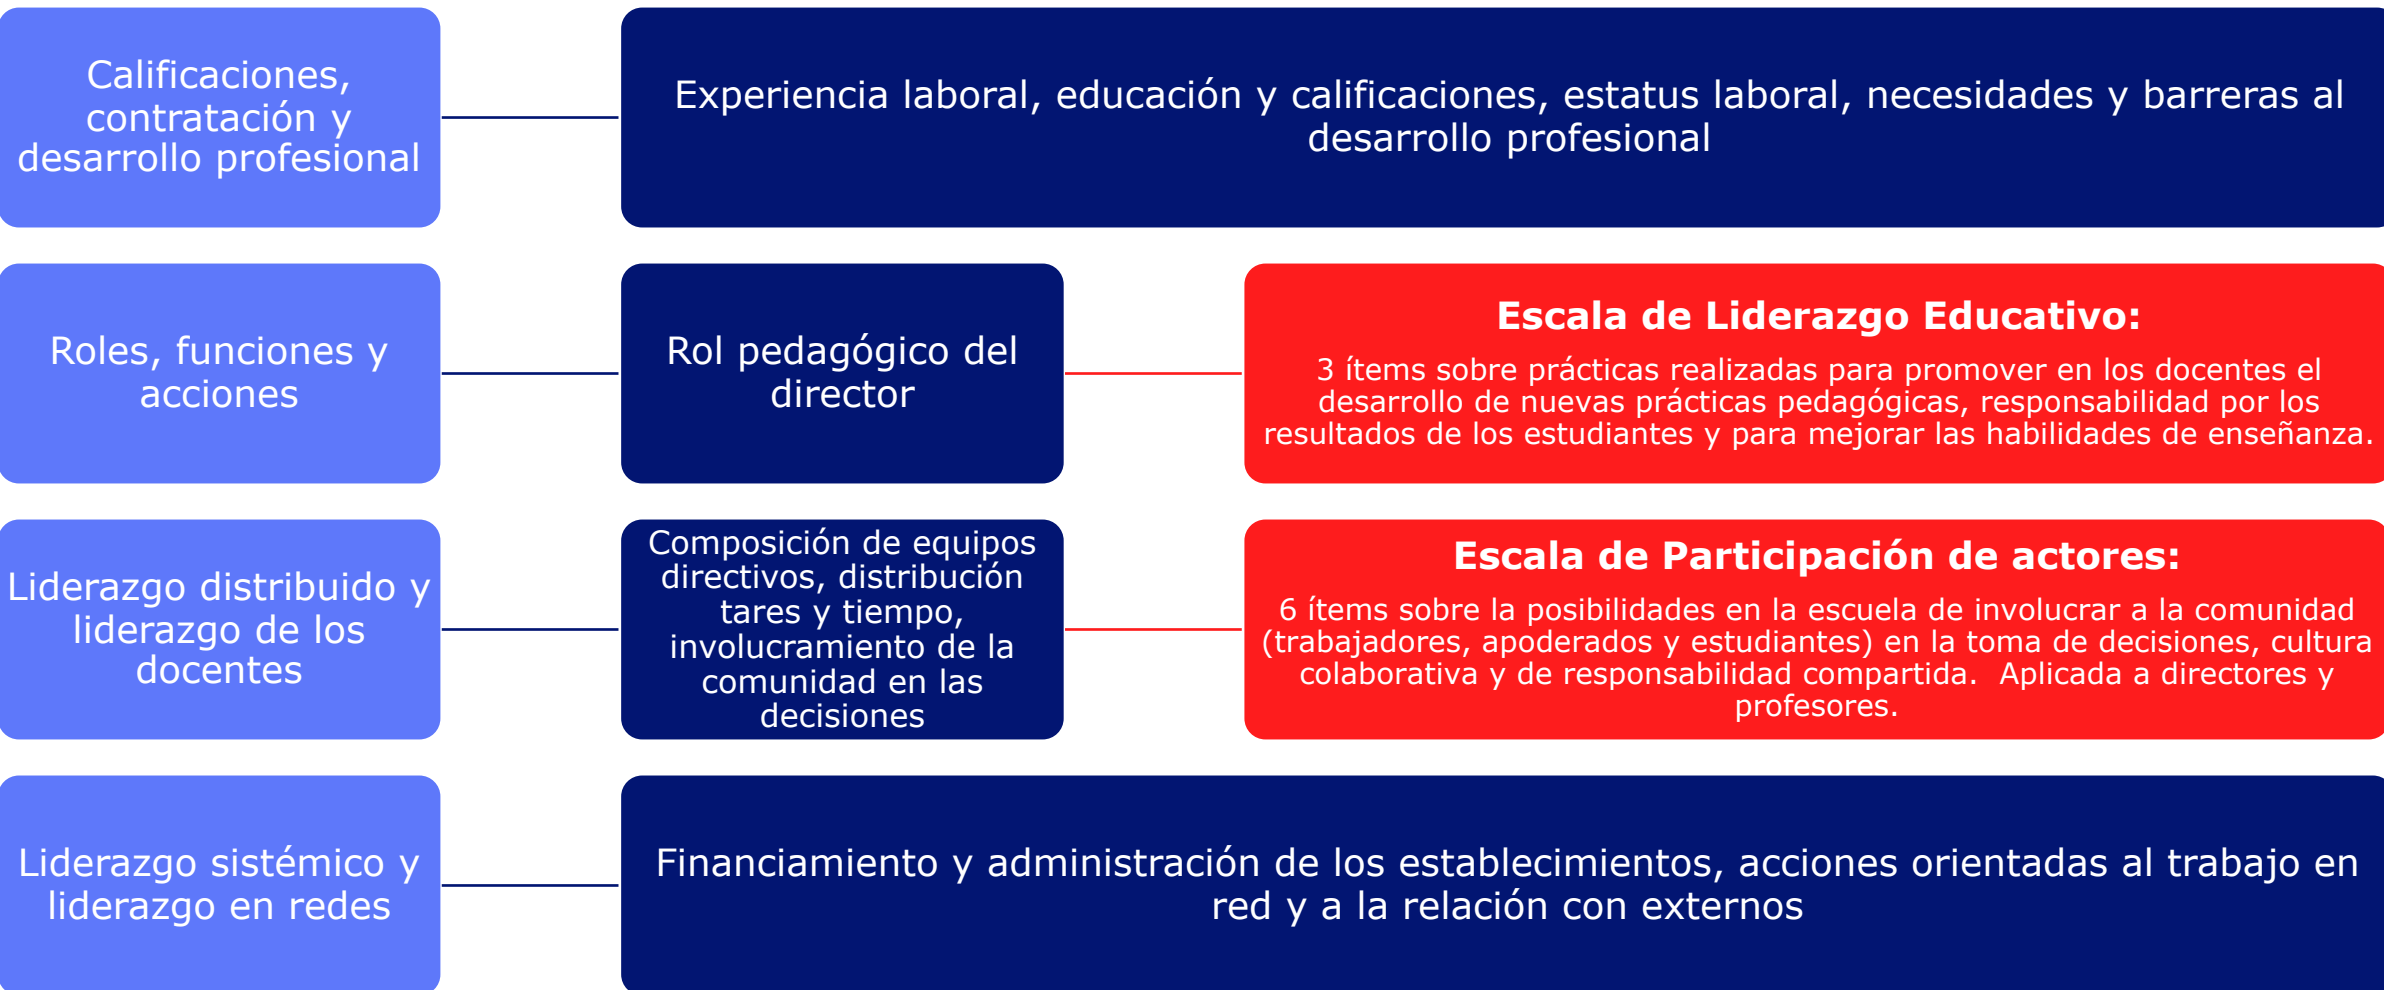 Calificaciones,
contratación y
desarrollo profesional
Experiencia laboral, educación y calificaciones, estatus laboral, necesidades y barreras al
desarrollo profesional
Roles, funciones y
acciones
Rol pedagógico del
director
Escala de Liderazgo Educativo:
3 ítems sobre prácticas realizadas para promover en los docentes el
desarrollo de nuevas prácticas pedagógicas, responsabilidad por los
resultados de los estudiantes y para mejorar las habilidades de enseñanza.
Liderazgo distribuido y
liderazgo de los
docentes
Composición de equipos
directivos, distribución
tares y tiempo,
involucramiento de la
comunidad en las
decisiones
Escala de Participación de actores:
6 ítems sobre la posibilidades en la escuela de involucrar a la comunidad
(trabajadores, apoderados y estudiantes) en la toma de decisiones, cultura
colaborativa y de responsabilidad compartida.  Aplicada a directores y
profesores.
Liderazgo sistémico y
liderazgo en redes
Financiamiento y administración de los establecimientos, acciones orientadas al trabajo en
red y a la relación con externos